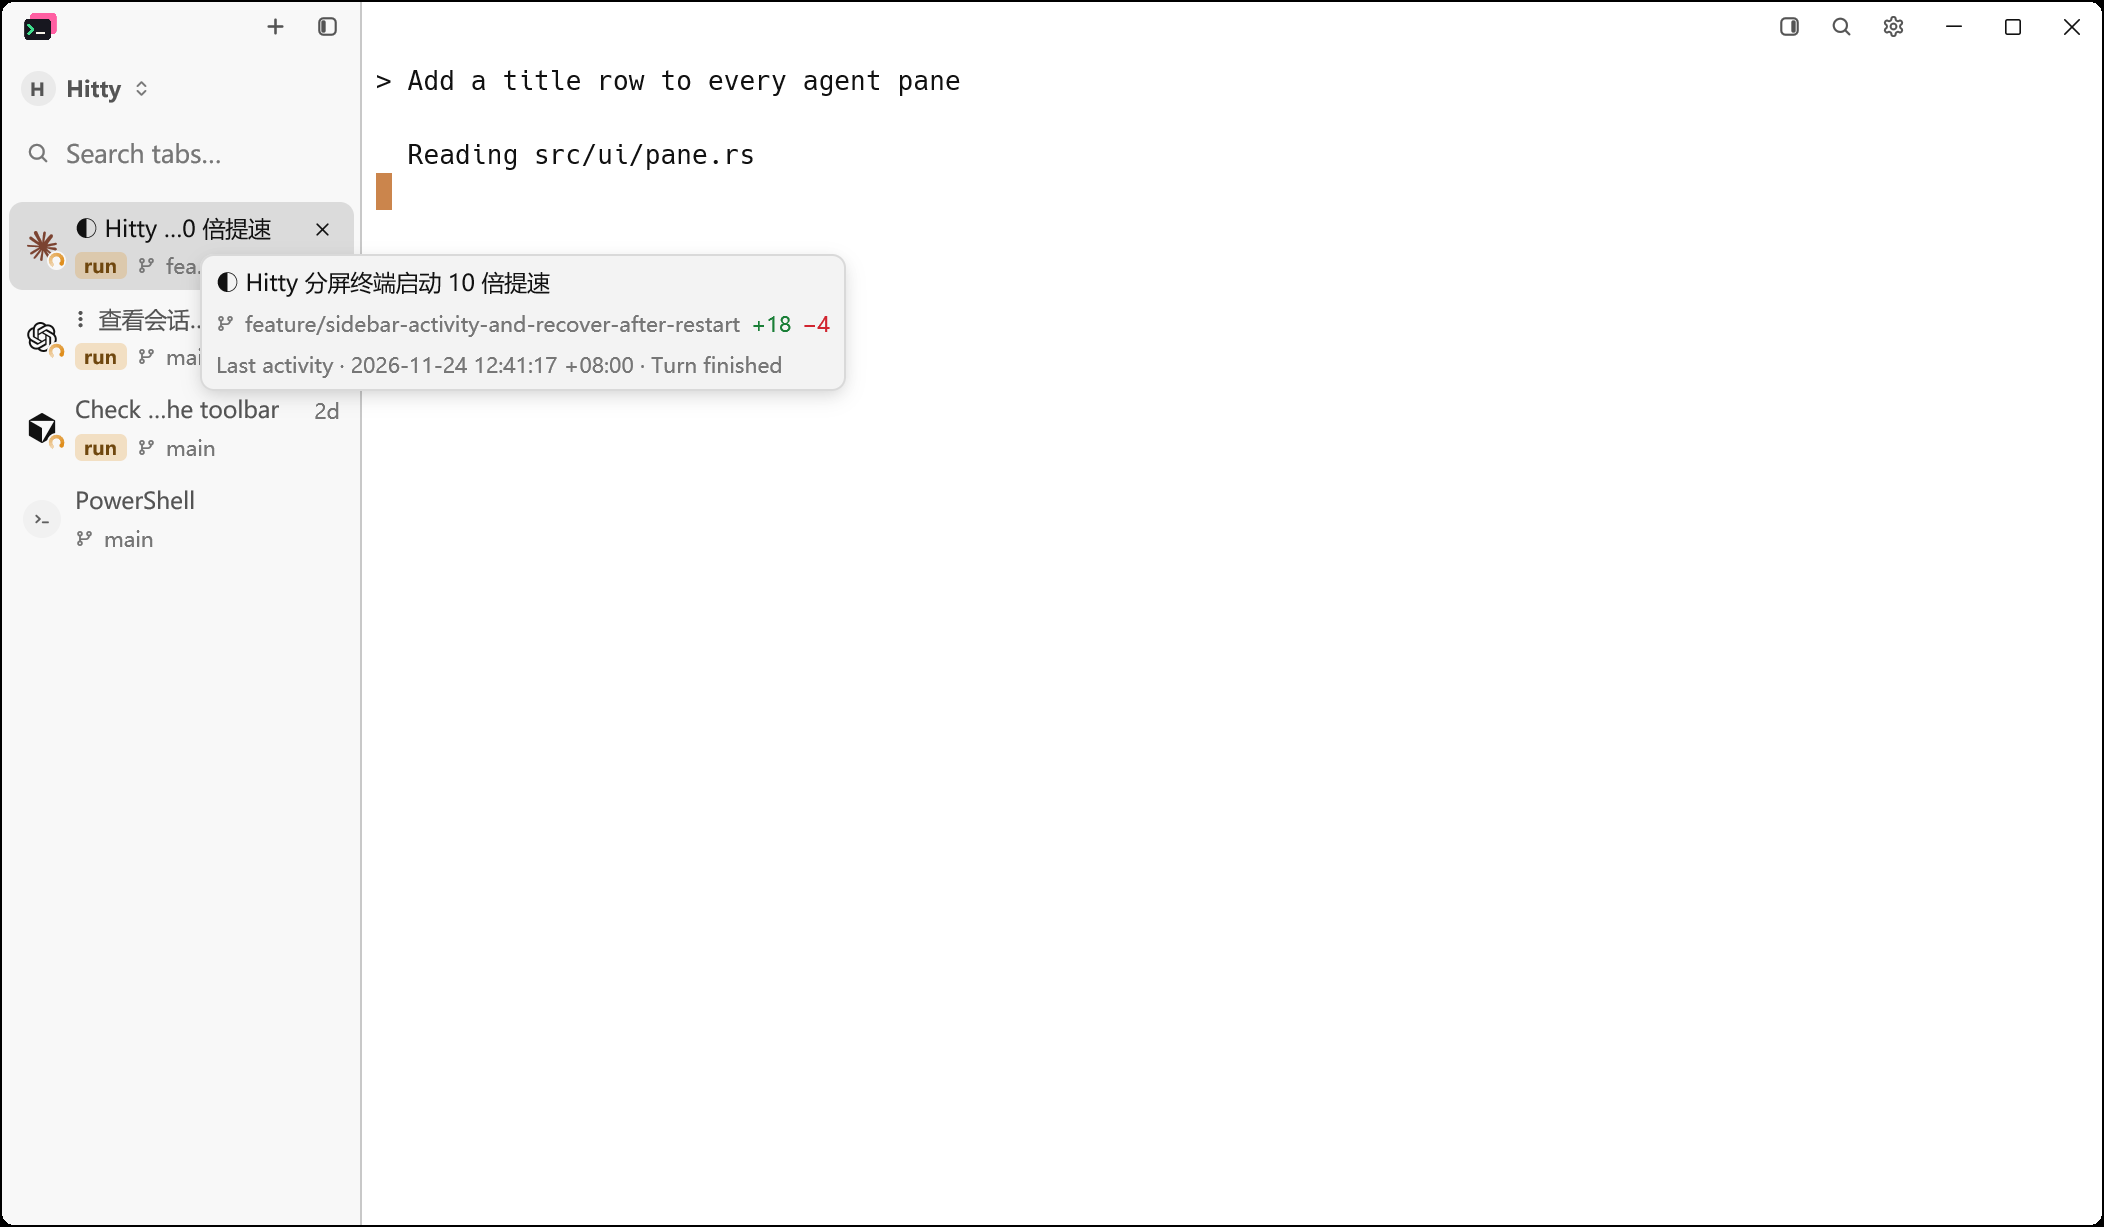 H Hitty
Search tabs...
◐ Hitty ...0 倍提速
run fea.
⋮ 查看会话..
run mai
Check ...he toolbar 2d
run main
PowerShell
main
> Add a title row to every agent pane
Reading src/ui/pane.rs
◐ Hitty 分屏终端启动 10 倍提速
feature/sidebar-activity-and-recover-after-restart +18 −4
Last activity · 2026-11-24 12:41:17 +08:00 · Turn finished